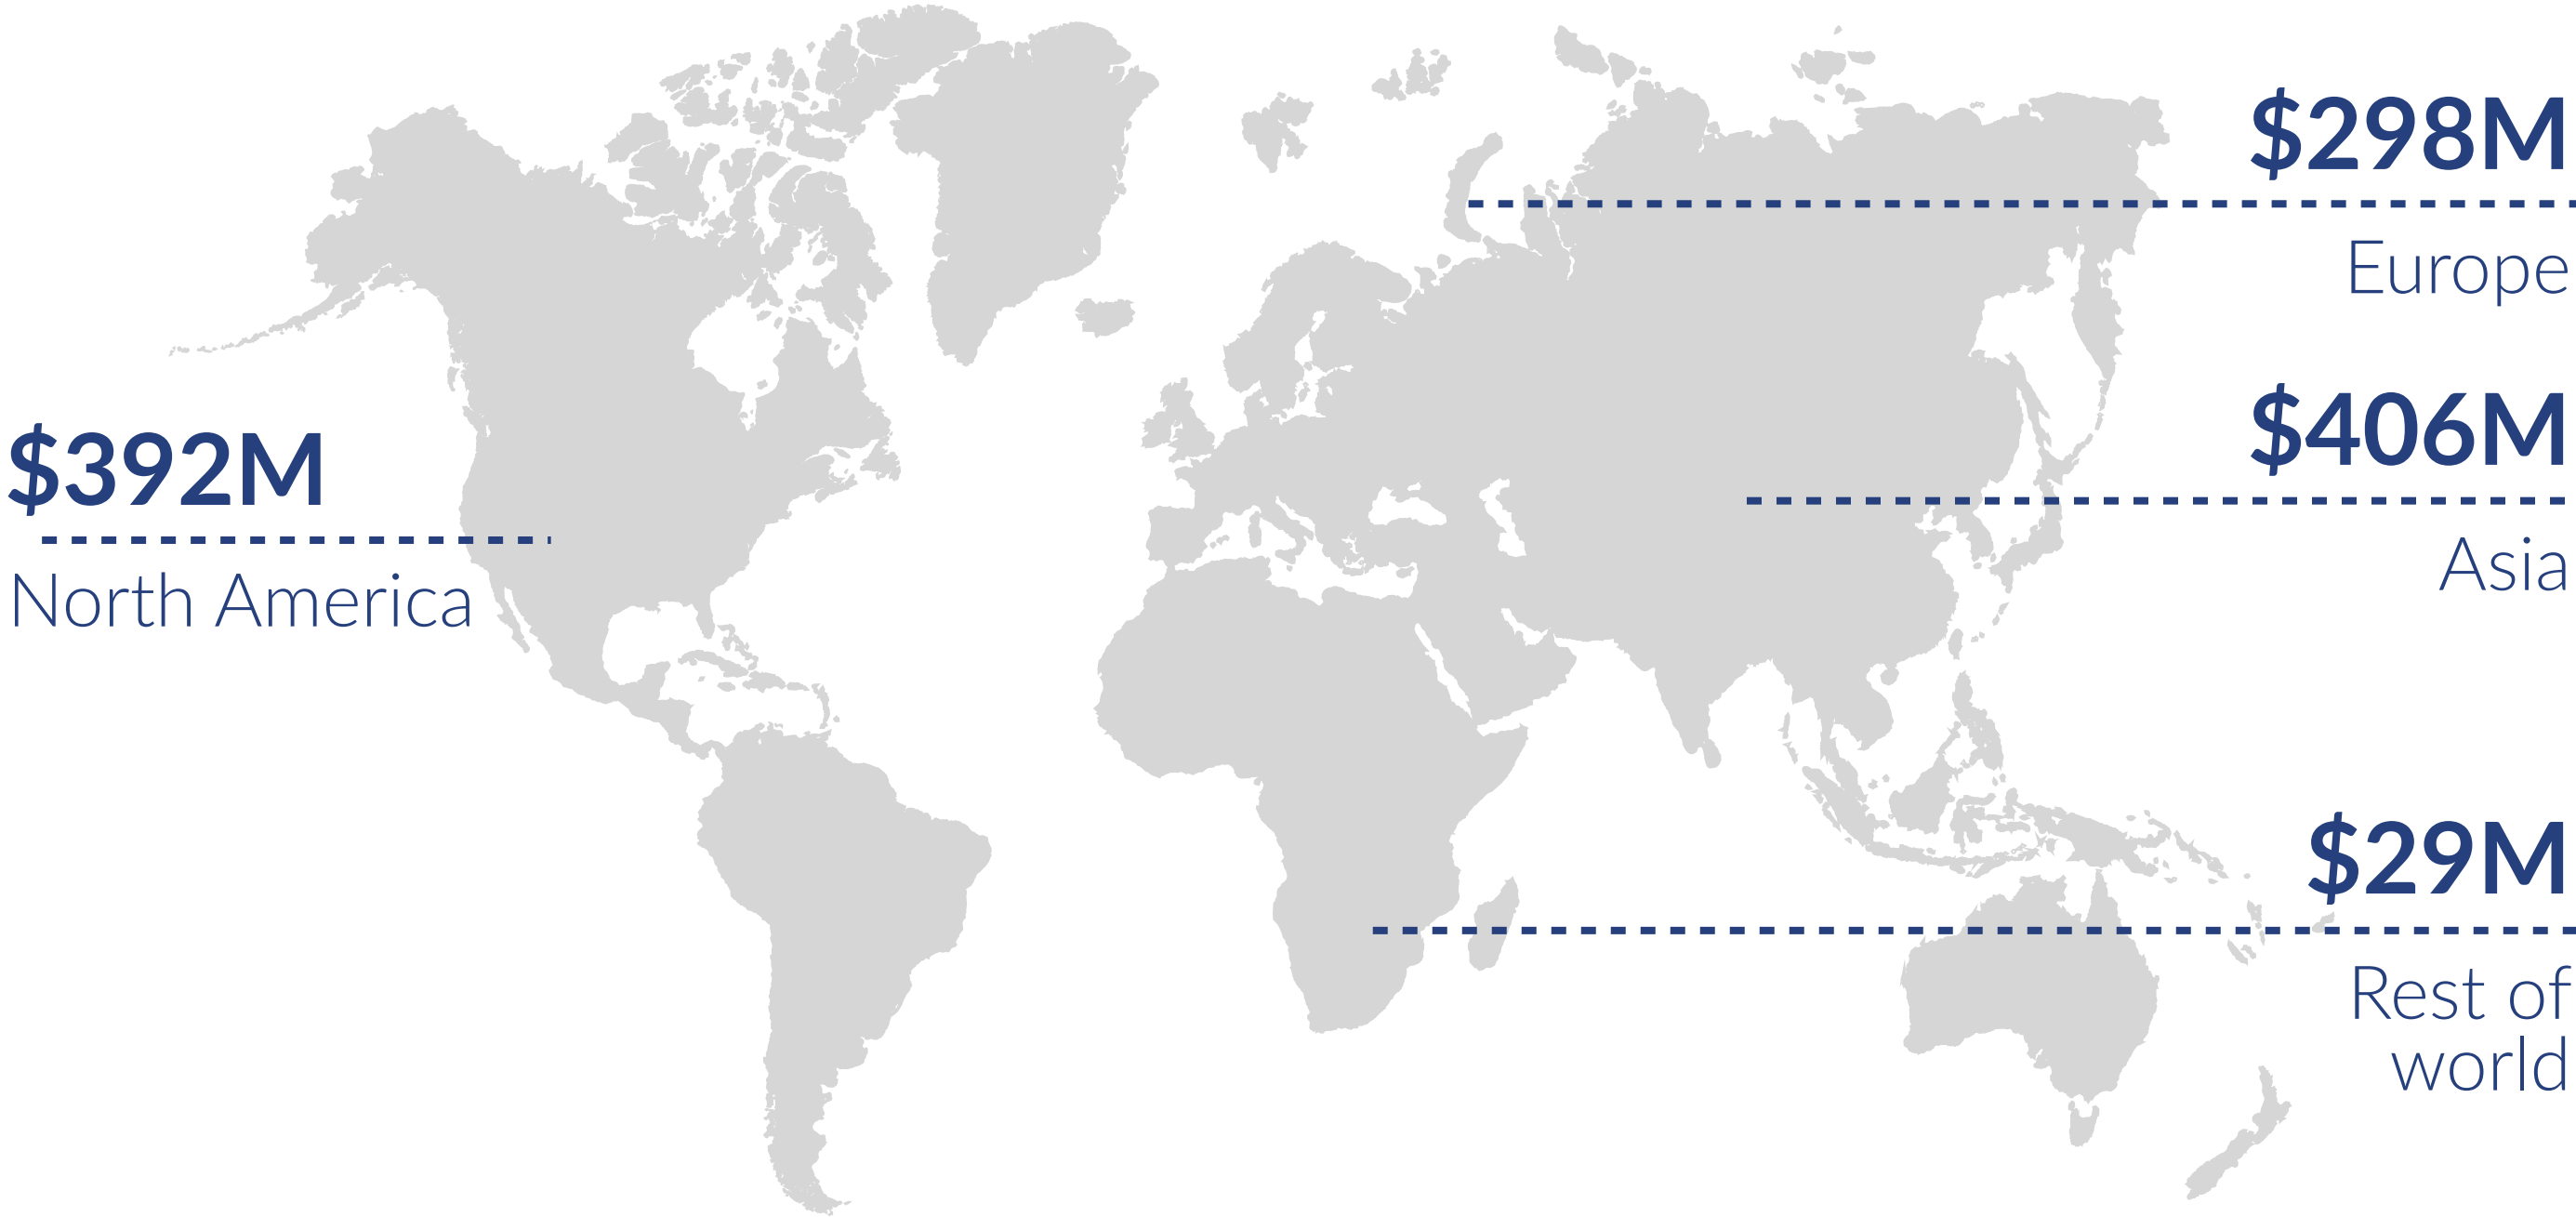 $298M
Europe
$406M
Asia
$392M
North America
$29M
Rest of
world